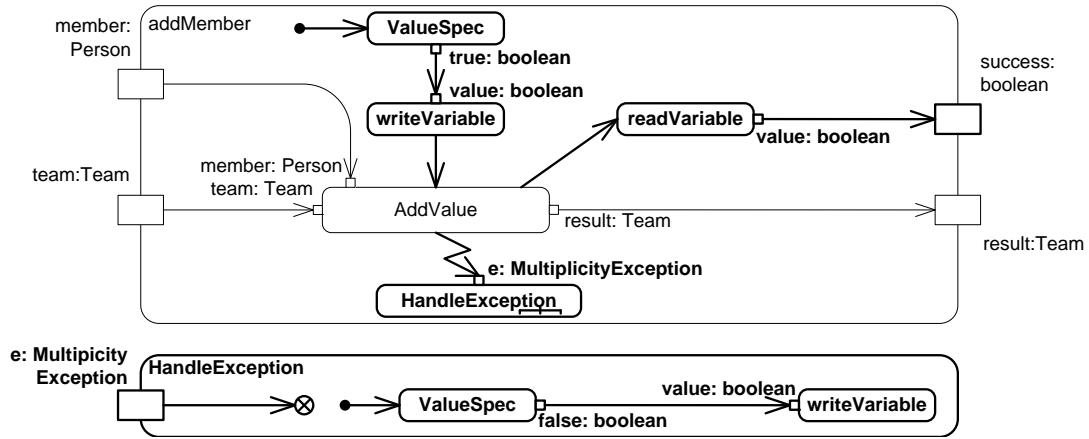 member:
Person
addMember
ValueSpec
true: boolean
value: boolean
writeVariable
readVariable
value: boolean
success:
boolean
team:Team
member: Person
team: Team
AddValue
result: Team
result:Team
e: MultiplicityException
HandleException
e: Multipicity
Exception
HandleException
ValueSpec
false: boolean
value: boolean
writeVariable